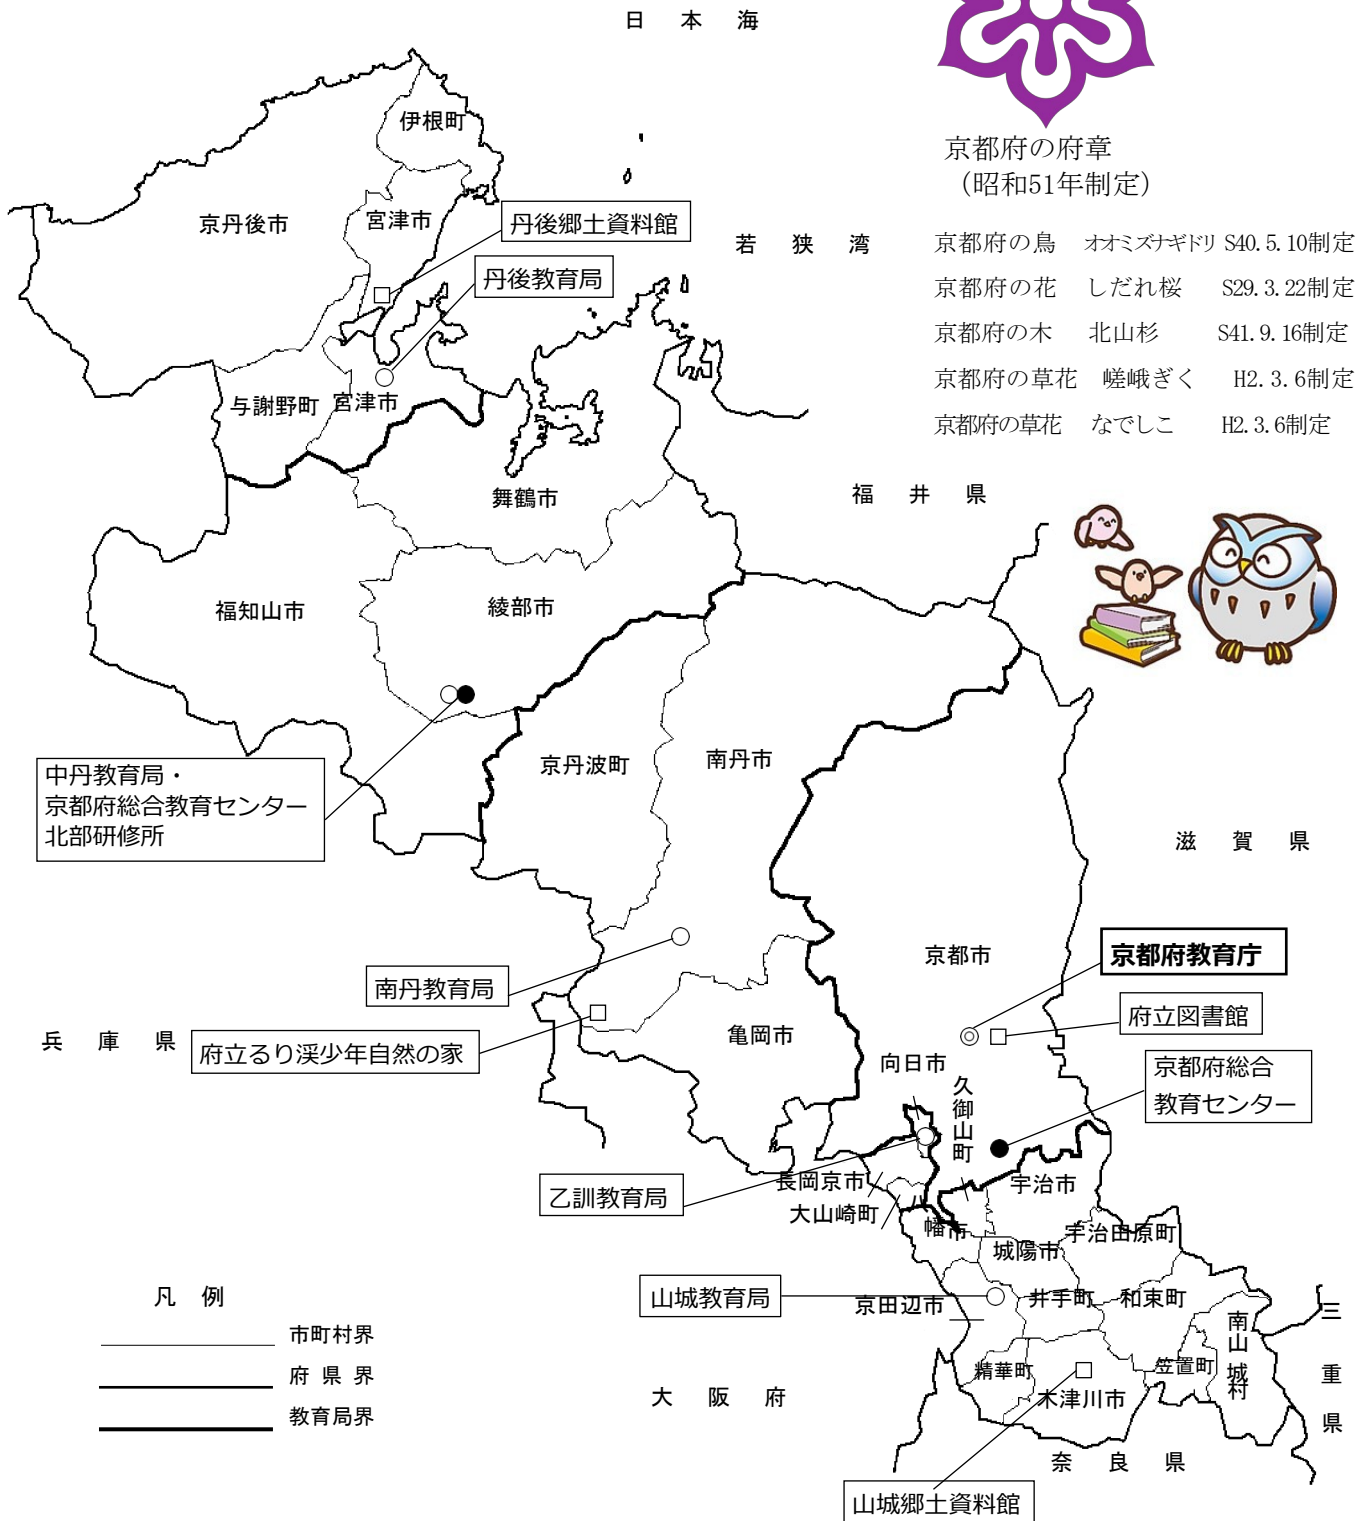 日 本 海
京都府の府章
（昭和51年制定）
京都府の鳥 オオミズナギドリ S40.5.10制定
京都府の花 しだれ桜 S29.3.22制定
京都府の木 北山杉 S41.9.16制定
京都府の草花 嵯峨ぎく H2.3.6制定
京都府の草花 なでしこ H2.3.6制定
伊根町
京丹後市
宮津市
丹後郷土資料館
若 狭 湾
丹後教育局
与謝野町
宮津市
舞鶴市
福 井 県
福知山市
綾部市
京丹波町
南丹市
中丹教育局・
京都府総合教育センター
北部研修所
滋 賀 県
京都市
京都府教育庁
南丹教育局
府立図書館
兵 庫 県
府立るり渓少年自然の家
亀岡市
向日市
久御山町
京都府総合
教育センター
長岡京市
乙訓教育局
大山崎町
宇治市
八幡市
城陽市
宇治田原町
山城教育局
京田辺市
井手町
和束町
南山城村
三重県
凡 例
市町村界
府 県 界
教育局界
精華町
笠置町
木津川市
大 阪 府
奈 良 県
山城郷土資料館